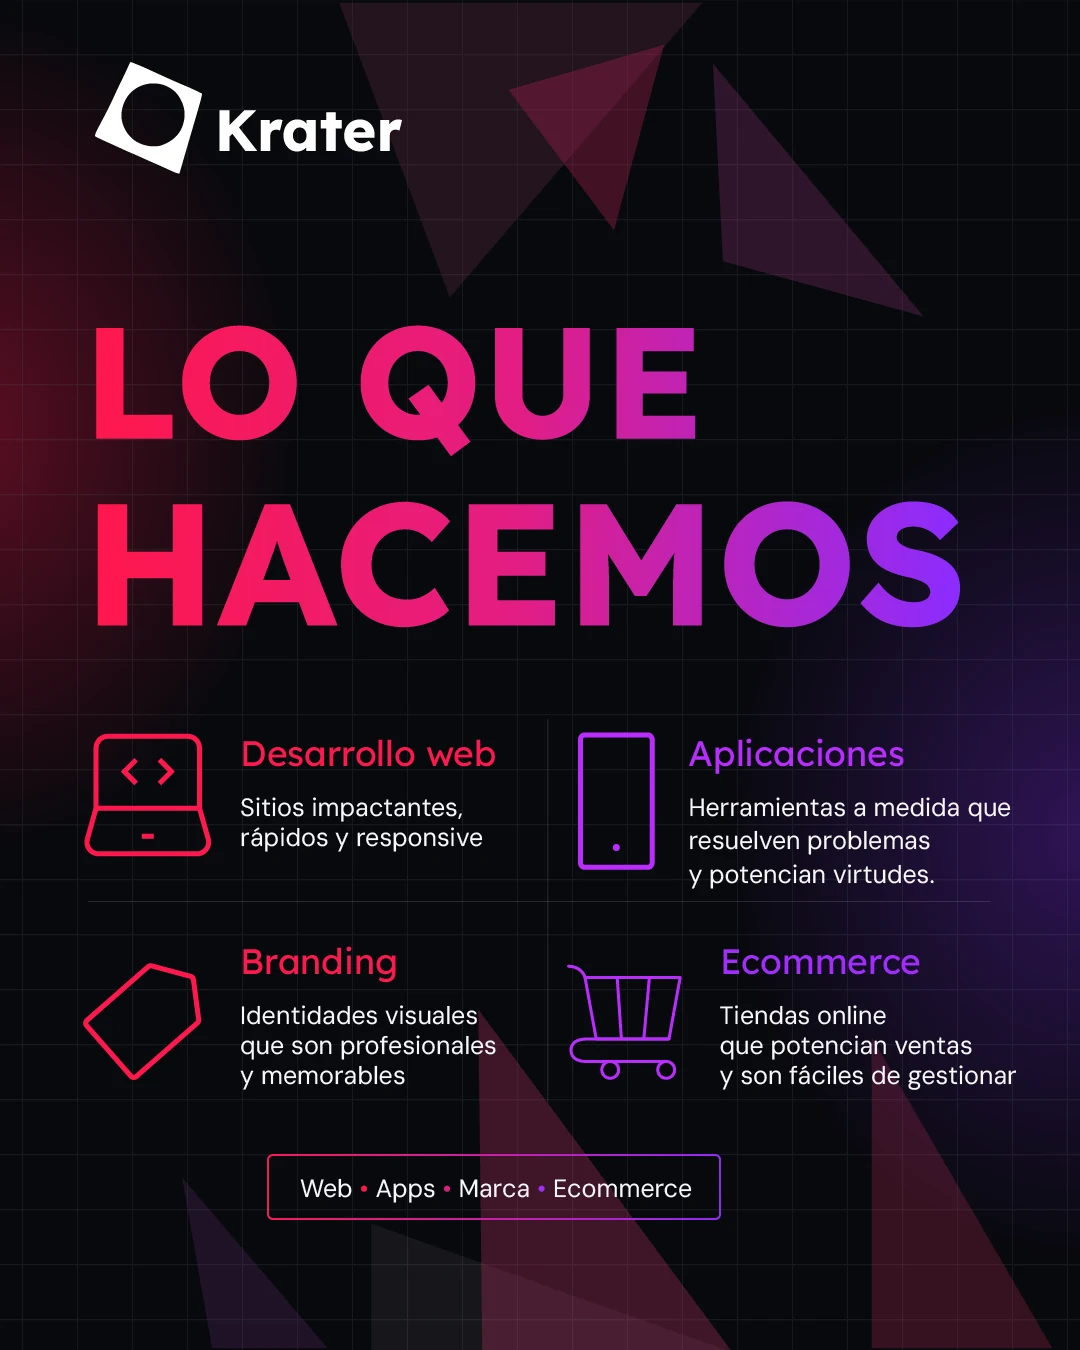 Krater
LO QUE
HACEMOS
Desarrollo web
Sitios impactantes,
rápidos y responsive
Aplicaciones
Herramientas a medida que
resuelven problemas
y potencian virtudes.
Branding
Identidades visuales
que son profesionales
y memorables
Ecommerce
Tiendas online
que potencian ventas
y son fáciles de gestionar
Web • Apps • Marca • Ecommerce